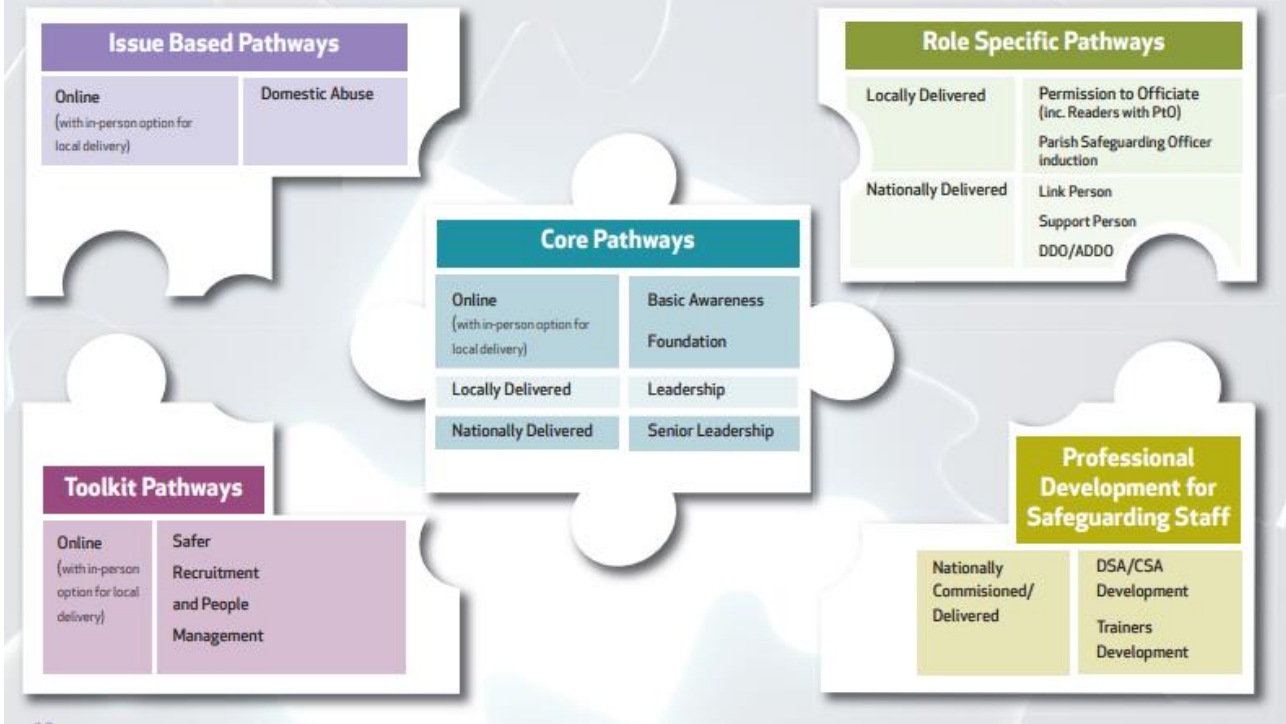 Issue Based Pathways
Online
(with in-person option for
local delivery)
Domestic Abuse
Role Specific Pathways
Locally Delivered
Permission to Officiate
(inc. Readers with PtO)
Parish Safeguarding Officer
induction
Nationally Delivered
Link Person
Support Person
DDO/ADDO
Core Pathways
Online
(with in-person option for
local delivery)
Basic Awareness
Foundation
Locally Delivered
Leadership
Nationally Delivered
Senior Leadership
Toolkit Pathways
Online
(with in-person
option for local
delivery)
Safer
Recruitment
and People
Management
Professional
Development for
Safeguarding Staff
Nationally
Commisioned/
Delivered
DSA/CSA
Development
Trainers
Development